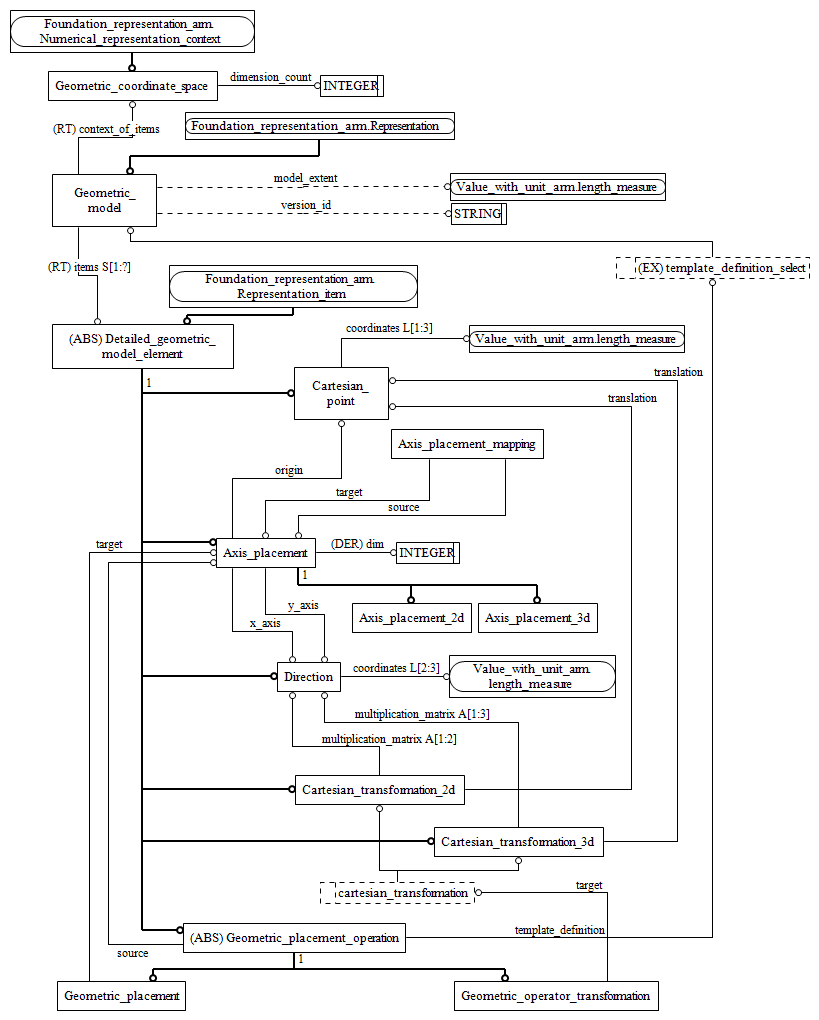 Foundation_representation_arm.
Numerical_representation_context
Geometric_coordinate_space
dimension_count
INTEGER
(RT) context_of_items
Foundation_representation_arm.Representation
Geometric_
model
model_extent
Value_with_unit_arm.length_measure
version_id
STRING
(RT) items S[1:?]
(EX) template_definition_select
Foundation_representation_arm.
Representation_item
(ABS) Detailed_geometric_
model_element
coordinates L[1:3]
Value_with_unit_arm.length_measure
1
Cartesian_
point
translation
translation
Axis_placement_mapping
origin
target
source
target
Axis_placement
(DER) dim
INTEGER
1
Axis_placement_2d
Axis_placement_3d
y_axis
x_axis
Direction
coordinates L[2:3]
Value_with_unit_arm.
length_measure
multiplication_matrix A[1:3]
multiplication_matrix A[1:2]
Cartesian_transformation_2d
Cartesian_transformation_3d
cartesian_transformation
target
(ABS) Geometric_placement_operation
template_definition
source
1
Geometric_placement
Geometric_operator_transformation